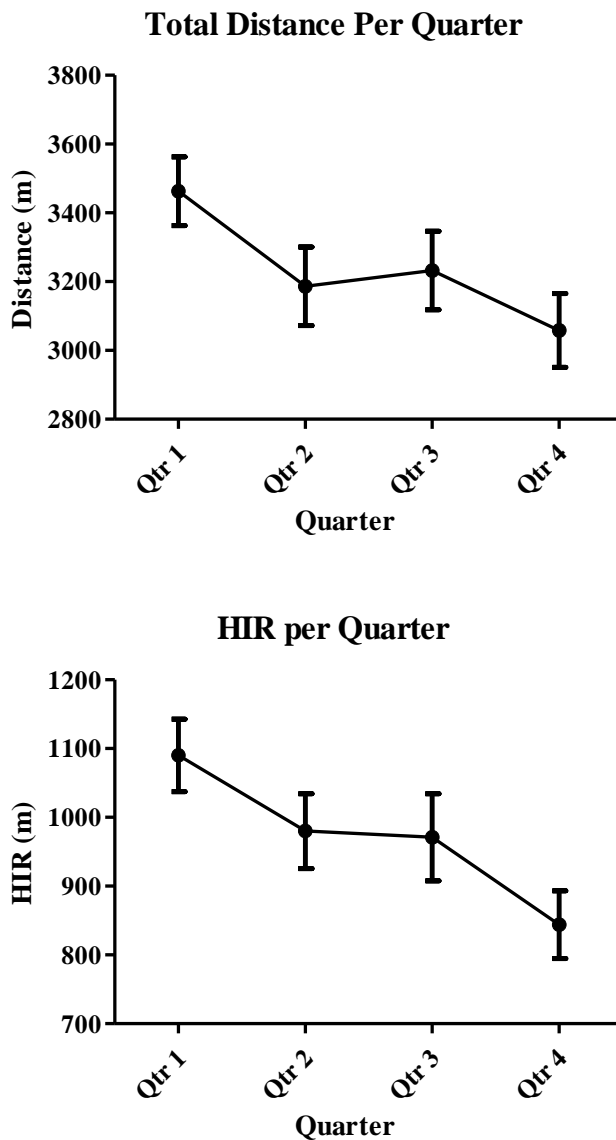 Total Distance Per Quarter
3800
3600
3400
3200
3000
2800
Distance (m)
Qtr 1
Qtr 2
Qtr 3
Qtr 4
Quarter
HIR per Quarter
1200
1100
1000
900
800
700
HIR (m)
Qtr 1
Qtr 2
Qtr 3
Qtr 4
Quarter